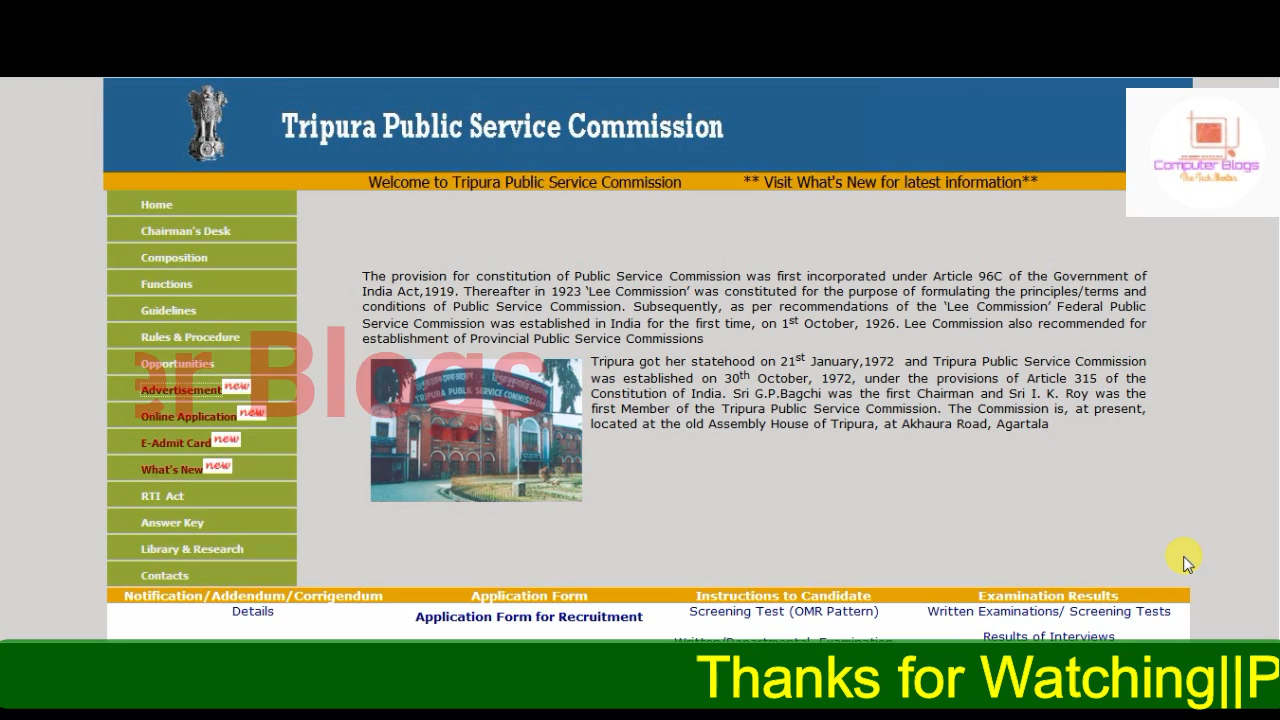 Tripura Public Service Commission
Computer Blogs
Welcome to Tripura Public Service Commission ** Visit What's New for latest information**
Home
Chairman's Desk
Composition
Functions
Guidelines
Rules & Procedure
Opportunities
Advertisement new
Online Application new
E-Admit Card new
What's New new
RTI Act
Answer Key
Library & Research
Contacts
The provision for constitution of Public Service Commission was first incorporated under Article 96C of the Government of
India Act,1919. Thereafter in 1923 ‘Lee Commission’ was constituted for the purpose of formulating the principles/terms and
conditions of Public Service Commission. Subsequently, as per recommendations of the ‘Lee Commission’ Federal Public
Service Commission was established in India for the first time, on 1st October, 1926. Lee Commission also recommended for
establishment of Provincial Public Service Commissions
Tripura got her statehood on 21st January,1972 and Tripura Public Service Commission
was established on 30th October, 1972, under the provisions of Article 315 of the
Constitution of India. Sri G.P.Bagchi was the first Chairman and Sri I. K. Roy was the
first Member of the Tripura Public Service Commission. The Commission is, at present,
located at the old Assembly House of Tripura, at Akhaura Road, Agartala
er Blogs
TRIPURA PUBLIC SERVICE COMMISSION
Notification/Addendum/Corrigendum Application Form Instructions to Candidate Examination Results
Details Application Form for Recruitment Screening Test (OMR Pattern) Written Examinations/ Screening Tests
Written/Departmental Examination Results of Interviews
Thanks for Watching||P